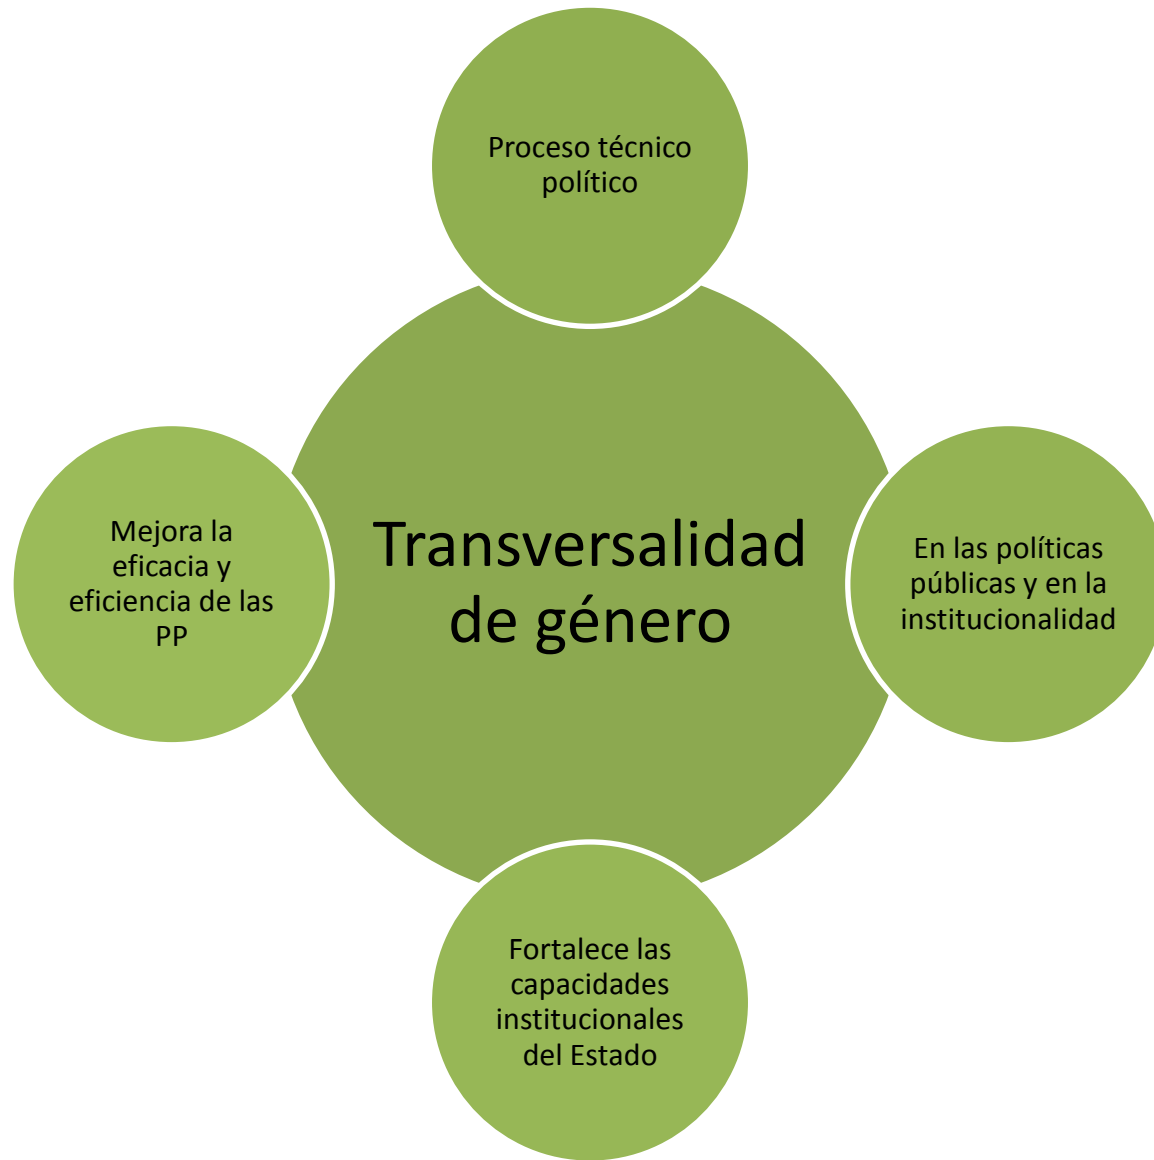 Proceso técnico
político
Mejora la
eficacia y
eficiencia de las
PP
Transversalidad
de género
En las políticas
públicas y en la
institucionalidad
Fortalece las
capacidades
institucionales
del Estado